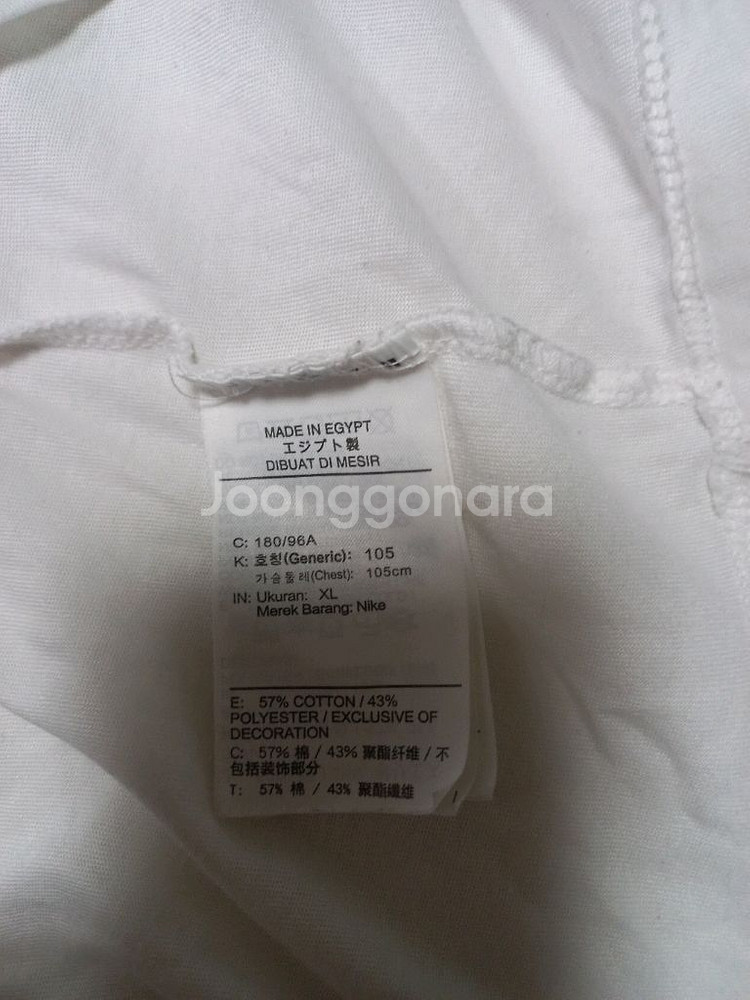 MADE IN EGYPT
エジプト製
DIBUAT DI MESIR
Joonggonara
C: 180/96A
K: 호칭(Generic): 105
가슴둘레(Chest): 105cm
IN: Ukuran: XL
Merek Barang: Nike
E: 57% COTTON / 43%
POLYESTER / EXCLUSIVE OF
DECORATION
C: 57% 棉 / 43% 聚酯纤维 / 不
包括装饰部分
T: 57% 棉 / 43% 聚酯纖維